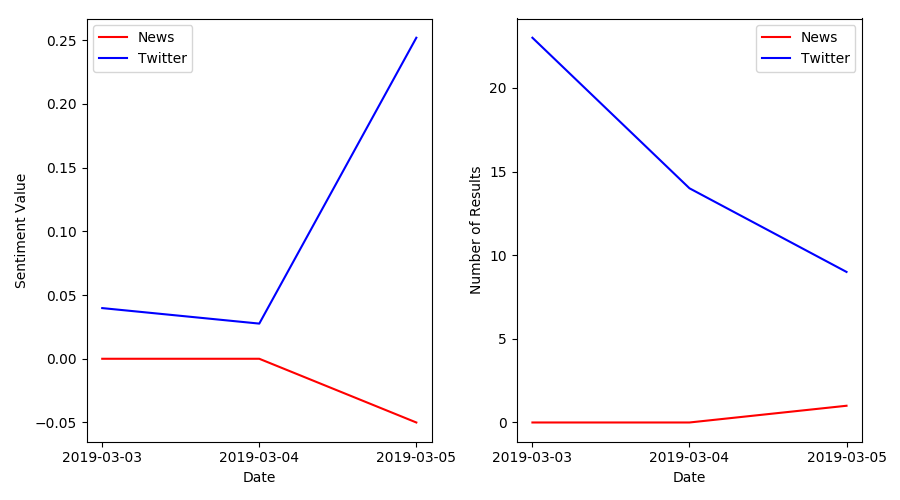 News
Twitter
0.25
0.20
0.15
0.10
0.05
0.00
−0.05
Sentiment Value
2019-03-03
2019-03-04
2019-03-05
Date
News
Twitter
20
15
10
5
0
Number of Results
2019-03-03
2019-03-04
2019-03-05
Date